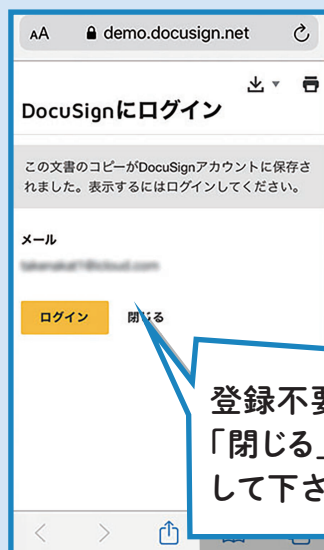 AA demo.docusign.net
DocuSignにログイン
この文書のコピーがDocuSignアカウントに保存さ
れました。表示するにはログインしてください。
メール
ログイン 閉じる
登録不要
「閉じる」
して下さ